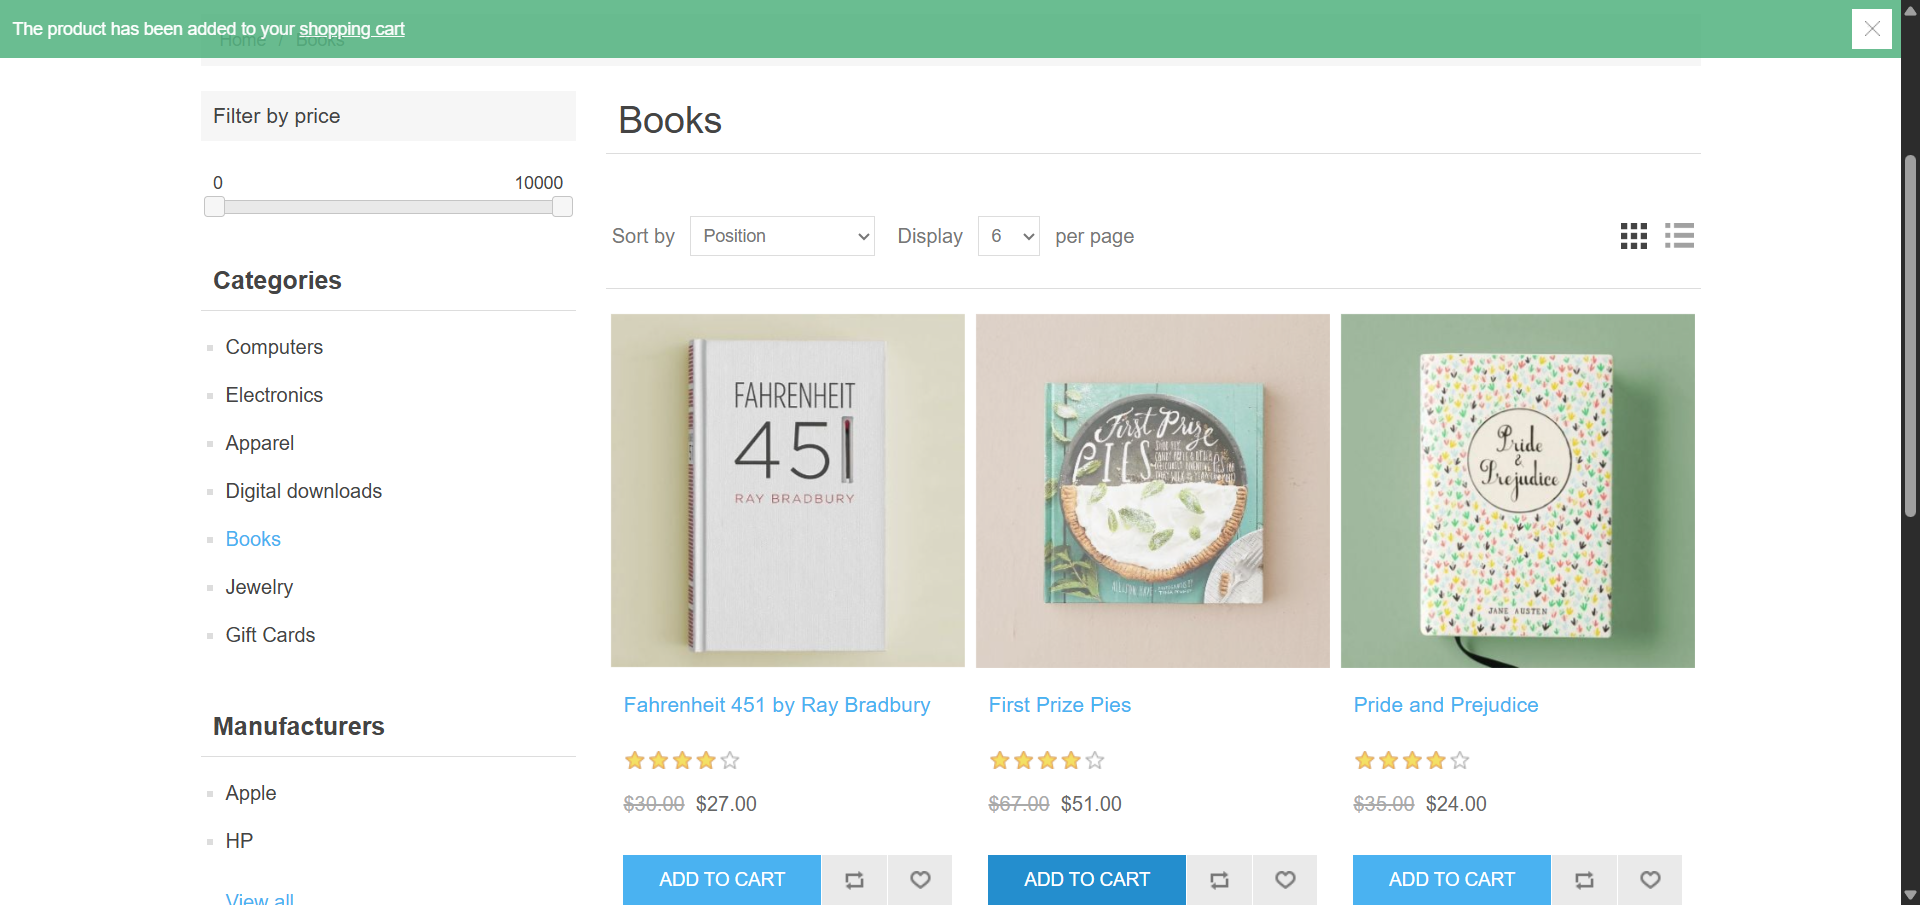 The product has been added to your shopping cart
Home / Books
Filter by price
0 10000
Categories
Computers
Electronics
Apparel
Digital downloads
Books
Jewelry
Gift Cards
Manufacturers
Apple
HP
View all
Books
Sort by Position Display 6 per page
FAHRENHEIT
451
RAY BRADBURY
First Prize
PIES
Pride
&
Prejudice
JANE AUSTEN
Fahrenheit 451 by Ray Bradbury
$30.00 $27.00
ADD TO CART
First Prize Pies
$67.00 $51.00
ADD TO CART
Pride and Prejudice
$35.00 $24.00
ADD TO CART